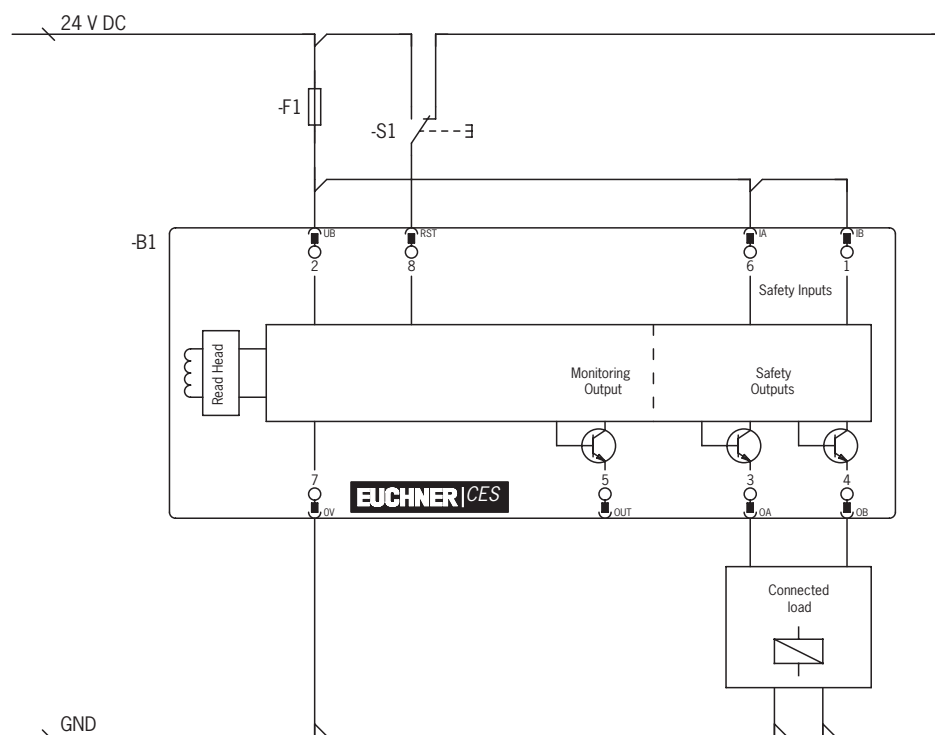 24 V DC
-F1
-S1
-B1
UB
RST
IA
IB
2
8
6
1
Safety Inputs
Read Head
Monitoring
Output
Safety
Outputs
7
5
3
4
EUCHNER CES
0V
OUT
OA
OB
Connected
load
GND